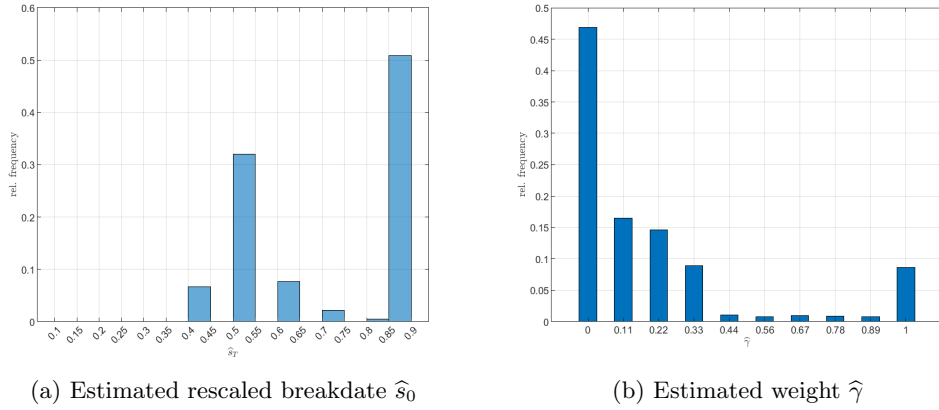 0.6
0.5
0.4
0.3
0.2
0.1
0
rel. frequency
0.1 0.15 0.2 0.25 0.3 0.35 0.4 0.45 0.5 0.55 0.6 0.65 0.7 0.75 0.8 0.85 0.9
ŝ_T
(a) Estimated rescaled breakdate ŝ₀
0.5
0.45
0.4
0.35
0.3
0.25
0.2
0.15
0.1
0.05
0
rel. frequency
0 0.11 0.22 0.33 0.44 0.56 0.67 0.78 0.89 1
γ̂
(b) Estimated weight γ̂